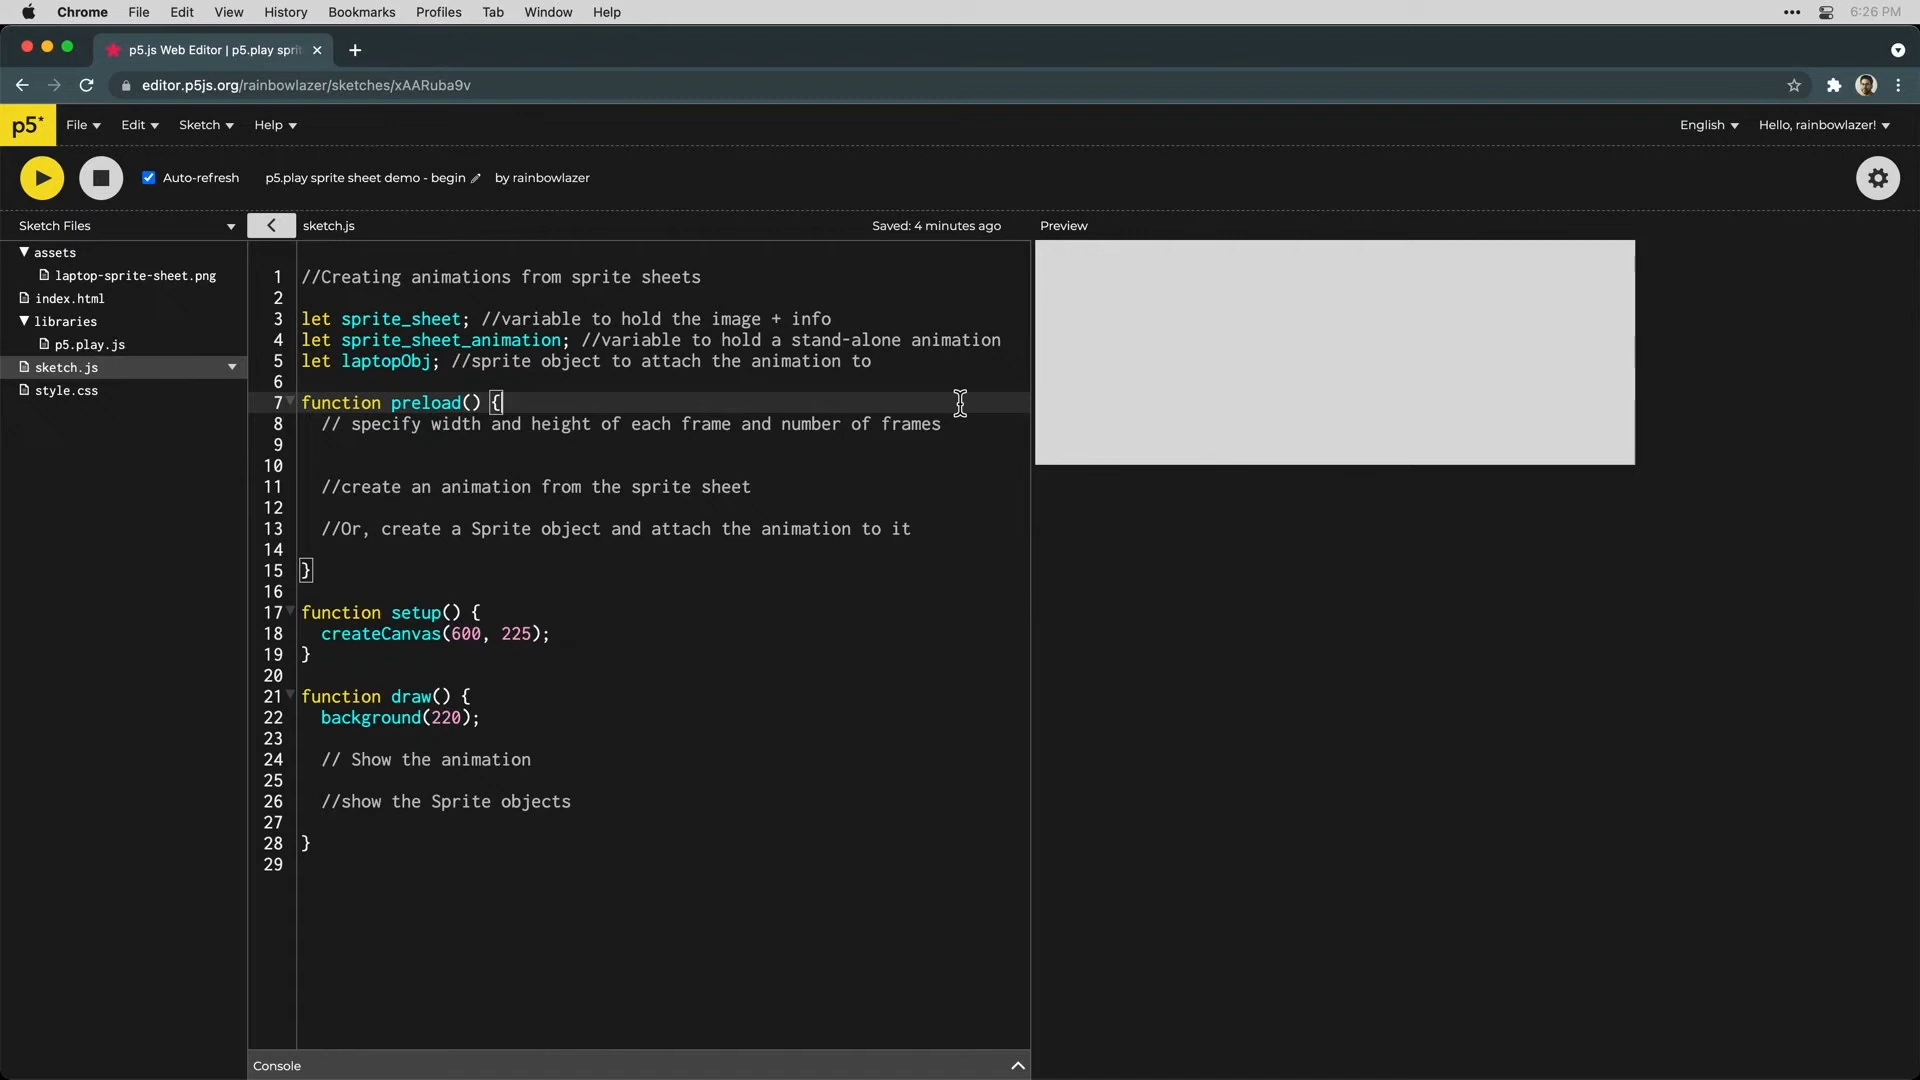 Chrome File Edit View History Bookmarks Profiles Tab Window Help 6:26 PM
p5.js Web Editor | p5.play spri
editor.p5js.org/rainbowlazer/sketches/xAARuba9v
p5* File Edit Sketch Help English Hello, rainbowlazer!
Auto-refresh p5.play sprite sheet demo - begin by rainbowlazer
Sketch Files
assets
laptop-sprite-sheet.png
index.html
libraries
p5.play.js
sketch.js
style.css
sketch.js Saved: 4 minutes ago
1 //Creating animations from sprite sheets
2
3 let sprite_sheet; //variable to hold the image + info
4 let sprite_sheet_animation; //variable to hold a stand-alone animation
5 let laptopObj; //sprite object to attach the animation to
6
7 function preload() {
8 // specify width and height of each frame and number of frames
9
10
11 //create an animation from the sprite sheet
12
13 //Or, create a Sprite object and attach the animation to it
14
15 }
16
17 function setup() {
18 createCanvas(600, 225);
19 }
20
21 function draw() {
22 background(220);
23
24 // Show the animation
25
26 //show the Sprite objects
27
28 }
29
Console
Preview